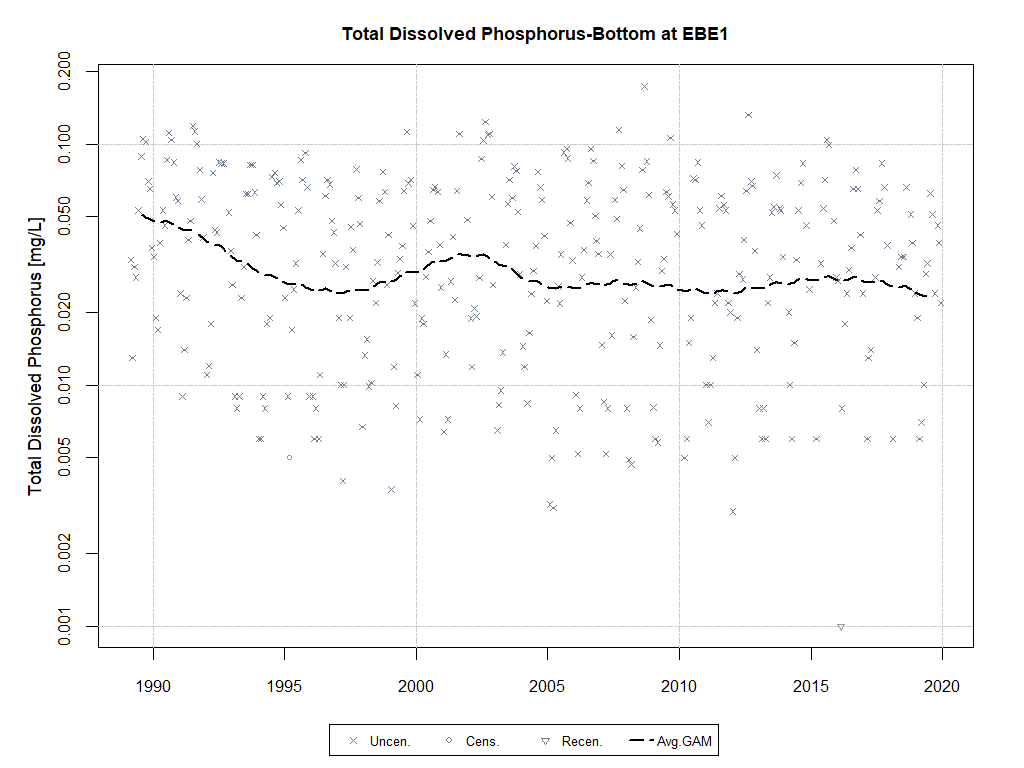 Total Dissolved Phosphorus-Bottom at EBE1
Total Dissolved Phosphorus [mg/L]
0.200
0.100
0.050
0.020
0.010
0.005
0.002
0.001
1990 1995 2000 2005 2010 2015 2020
Uncen. Cens. Recen. Avg.GAM